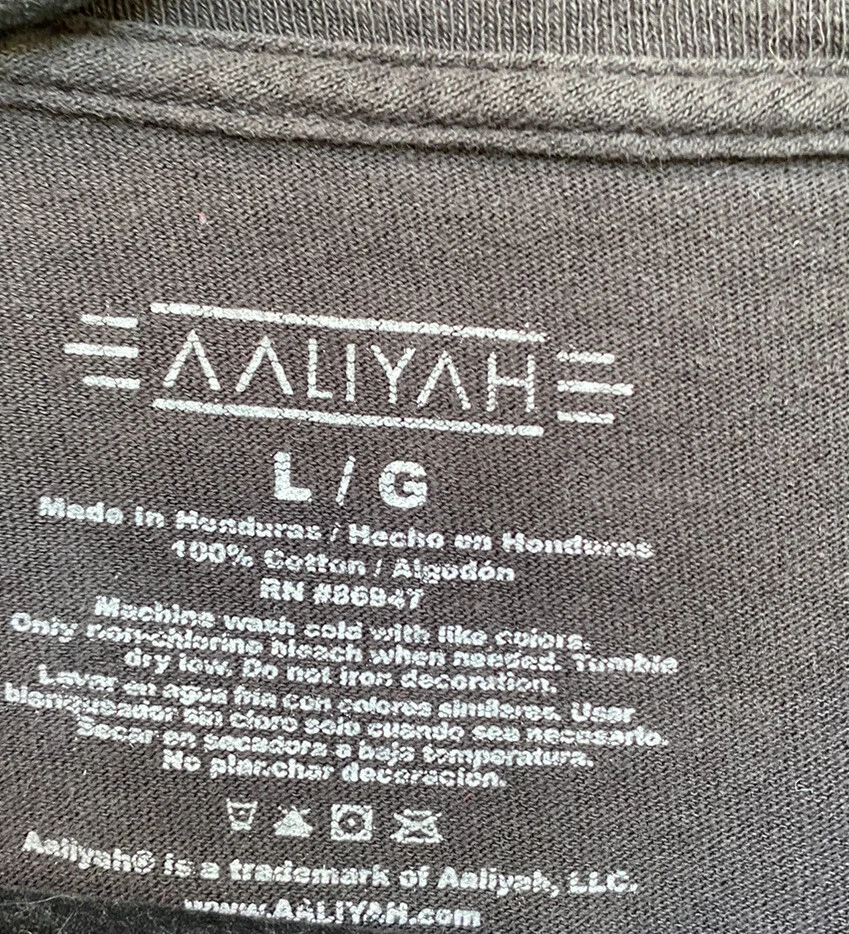 AALIYAH
L / G
Made in Honduras / Hecho en Honduras
100% Cotton / Algodón
RN #86947
Machine wash cold with like colors.
Only non-chlorine bleach when needed. Tumble
dry low. Do not iron decoration.
Lavar en agua fria con colores similares. Usar
blanqueador sin cloro solo cuando sea necesario.
Secar en secadora a baja temperatura.
No planchar decoración.
Aaliyah® is a trademark of Aaliyah, LLC.
www.AALIYAH.com